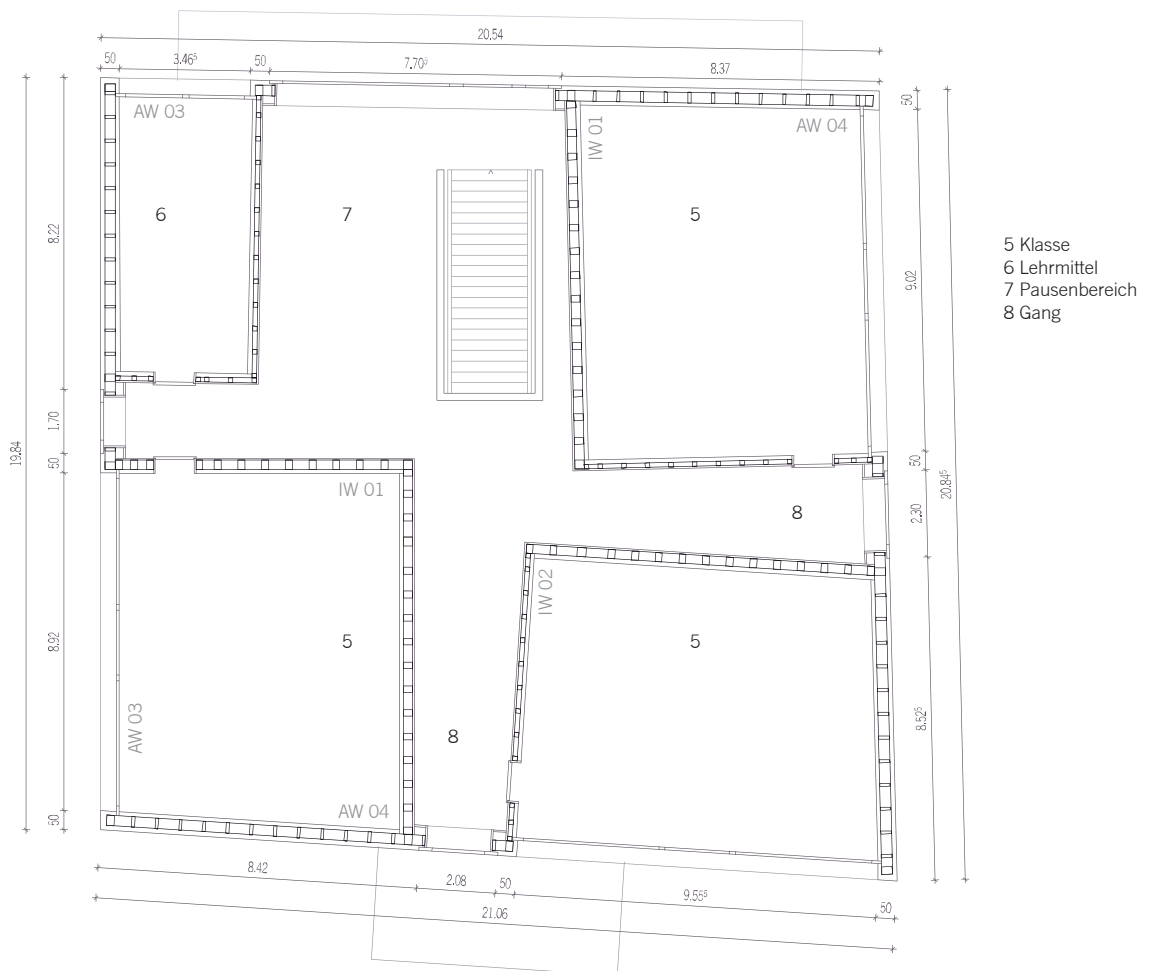 20.54
50 3.46⁵ 50 7.70⁵ 8.37
AW 03
IW 01
AW 04
50
6
7
5
8.22
9.02
5 Klasse
6 Lehrmittel
7 Pausenbereich
8 Gang
1.70
19.84
50
50
20.84⁵
IW 01
8
2.30
IW 02
5
5
8.92
AW 03
8
8.52⁵
AW 04
50
8.42
2.08
50
9.55⁵
50
21.06